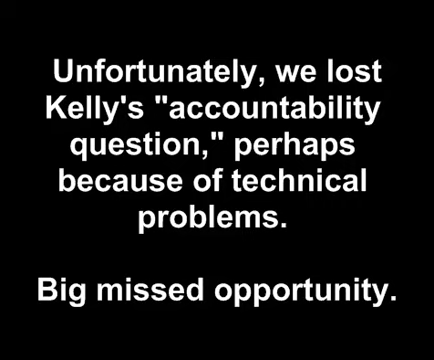 Unfortunately, we lost
Kelly's "accountability
question," perhaps
because of technical
problems.
Big missed opportunity.